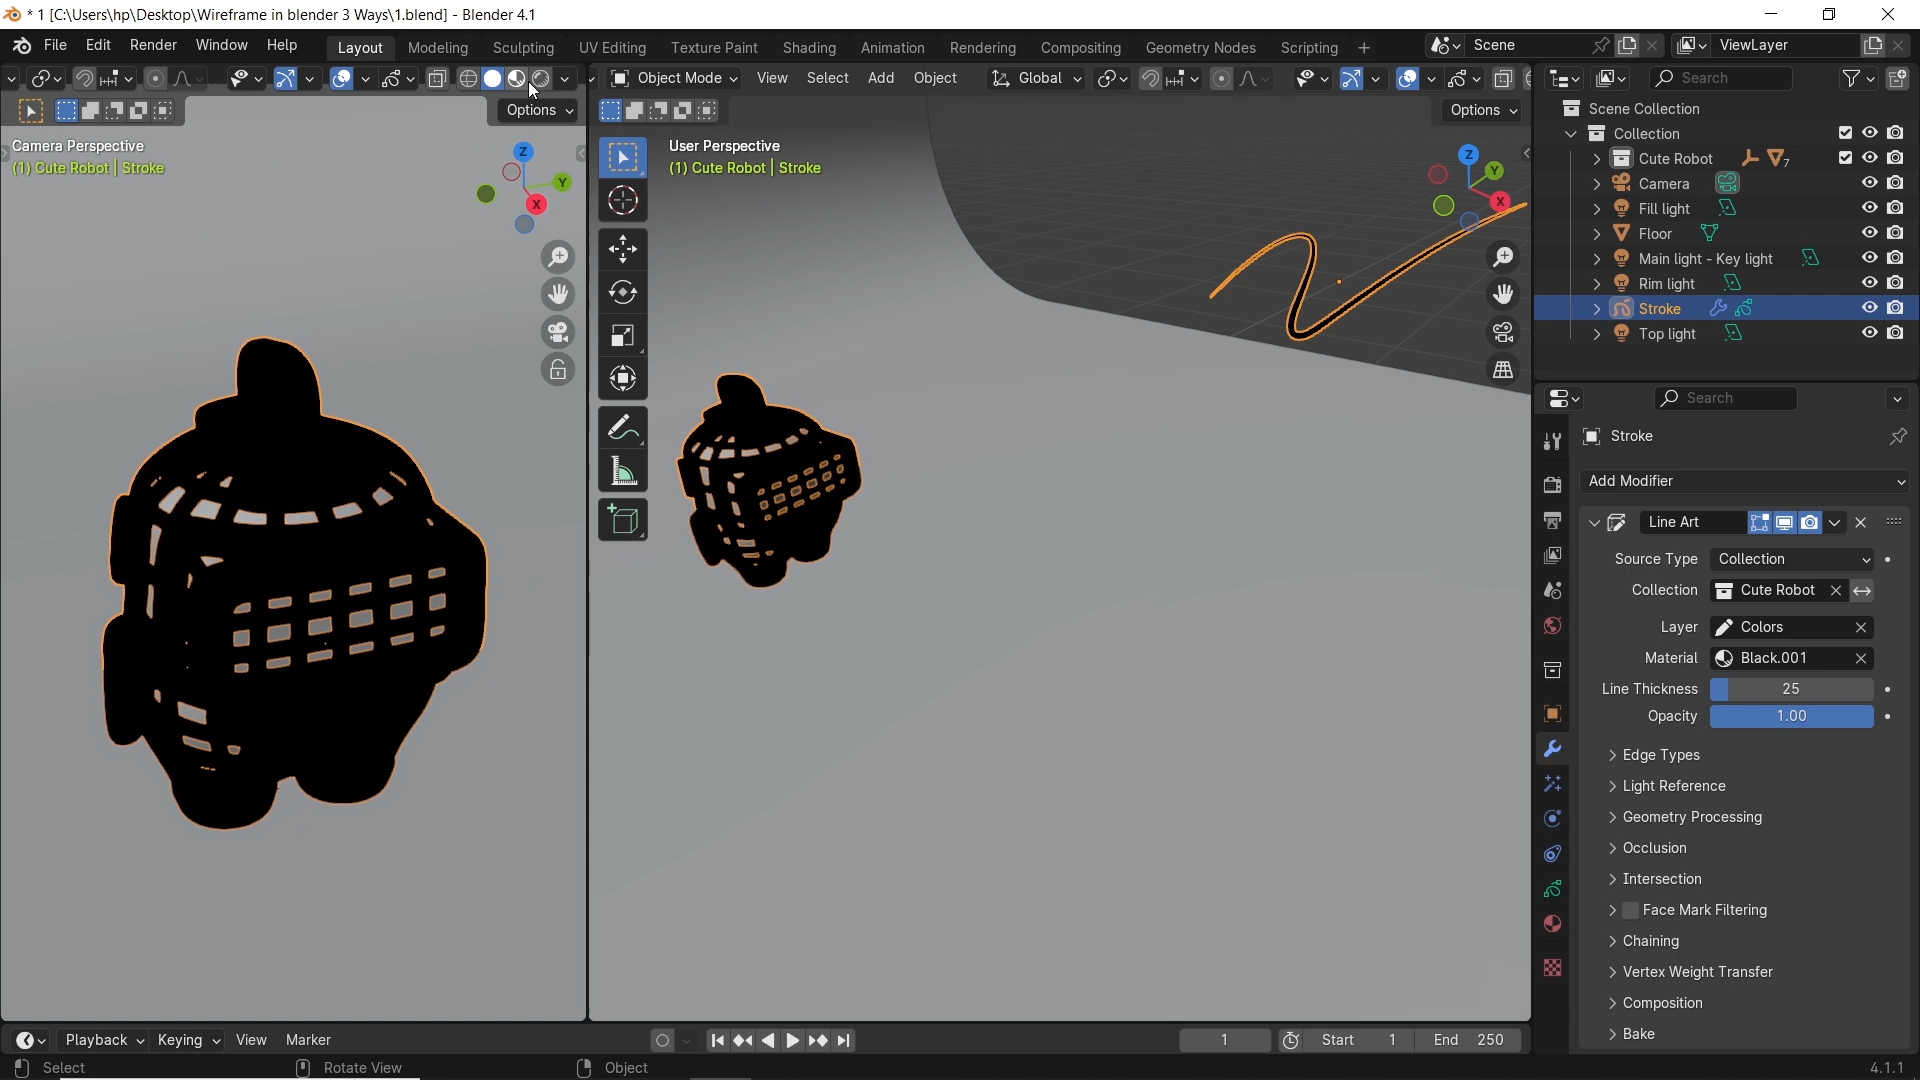 * 1 [C:\Users\hp\Desktop\Wireframe in blender 3 Ways\1.blend] - Blender 4.1
File Edit Render Window Help Layout Modeling Sculpting UV Editing Texture Paint Shading Animation Rendering Compositing Geometry Nodes Scripting + Scene ViewLayer
Object Mode View Select Add Object Global Search
Options Options
Scene Collection
Collection
Camera Perspective
(1) Cute Robot | Stroke
User Perspective
(1) Cute Robot | Stroke
Z Y X
Z Y X
Cute Robot 7
Camera
Fill light
Floor
Main light - Key light
Rim light
Stroke
Top light
Search
Stroke
Add Modifier
Line Art
Source Type Collection
Collection Cute Robot
Layer Colors
Material Black.001
Line Thickness 25
Opacity 1.00
Edge Types
Light Reference
Geometry Processing
Occlusion
Intersection
Face Mark Filtering
Chaining
Vertex Weight Transfer
Composition
Bake
Playback Keying View Marker 1 Start 1 End 250
Select Rotate View Object 4.1.1